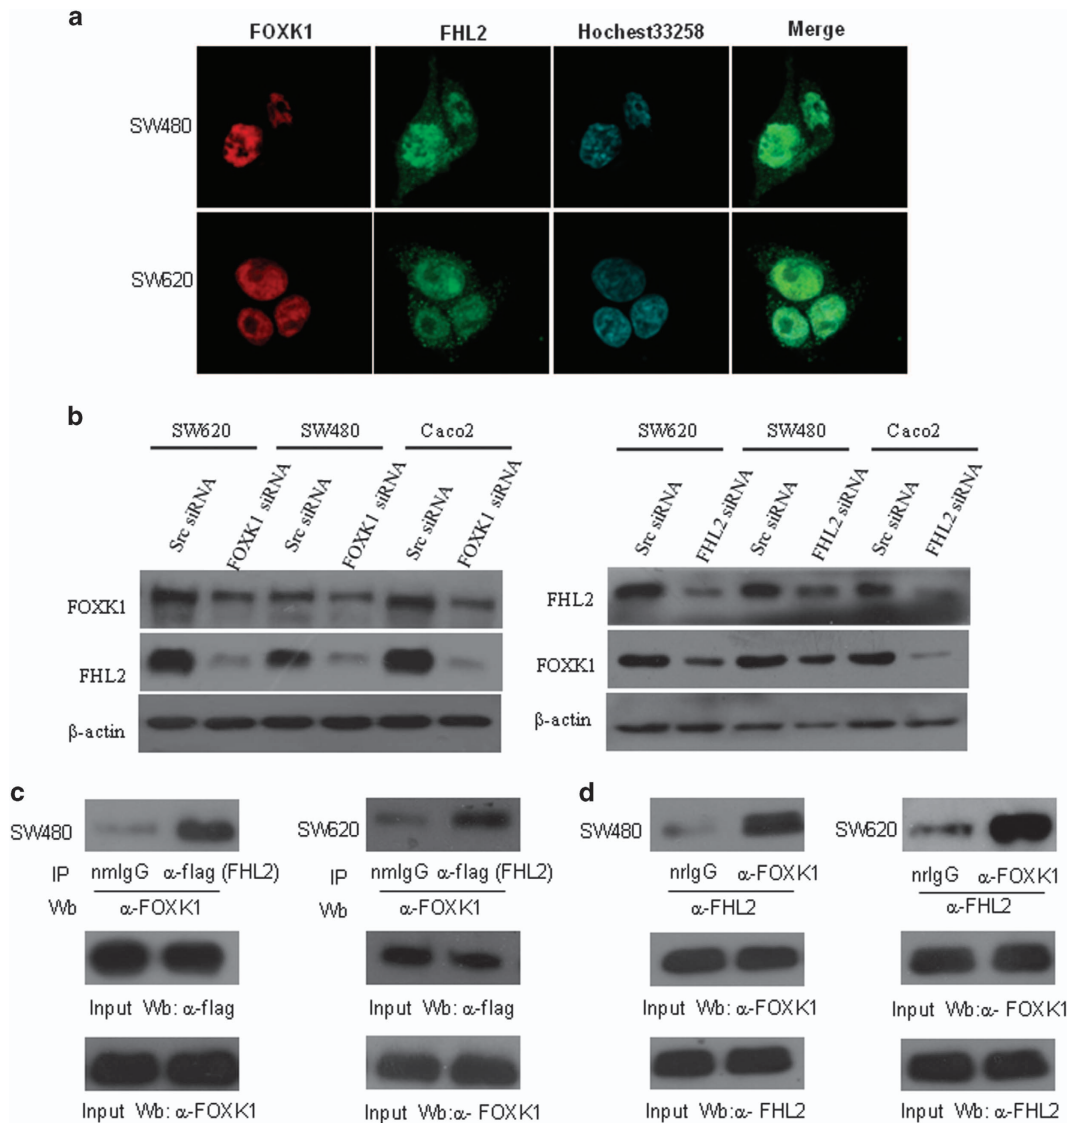 a
FOXK1 FHL2 Hochest33258 Merge
SW480
SW620
b
SW620 SW480 Caco2
Src siRNA FOXK1 siRNA Src siRNA FOXK1 siRNA Src siRNA FOXK1 siRNA
FOXK1
FHL2
β-actin
SW620 SW480 Caco2
Src siRNA FHL2 siRNA Src siRNA FHL2 siRNA Src siRNA FHL2 siRNA
FHL2
FOXK1
β-actin
c
SW480
IP nmIgG α-flag (FHL2)
Wb α-FOXK1
Input Wb: α-flag
Input Wb: α-FOXK1
SW620
IP nmIgG α-flag (FHL2)
Wb α-FOXK1
Input Wb: α-flag
Input Wb: α- FOXK1
d
SW480
nrIgG α-FOXK1
α-FHL2
Input Wb: α-FOXK1
Input Wb: α- FHL2
SW620
nrIgG α-FOXK1
α-FHL2
Input Wb: α- FOXK1
Input Wb: α-FHL2